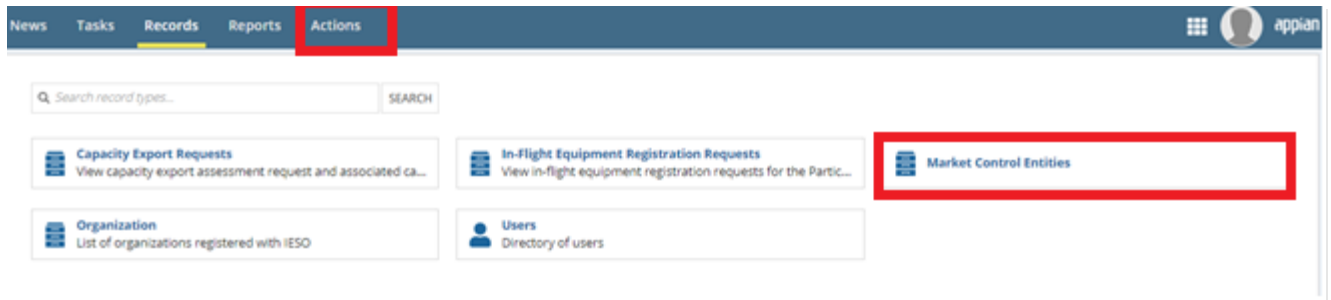 News Tasks Records Reports Actions appian
Search record types... SEARCH
Capacity Export Requests
View capacity export assessment request and associated ca...
In-Flight Equipment Registration Requests
View in-flight equipment registration requests for the Partic...
Market Control Entities
Organization
List of organizations registered with IESO
Users
Directory of users